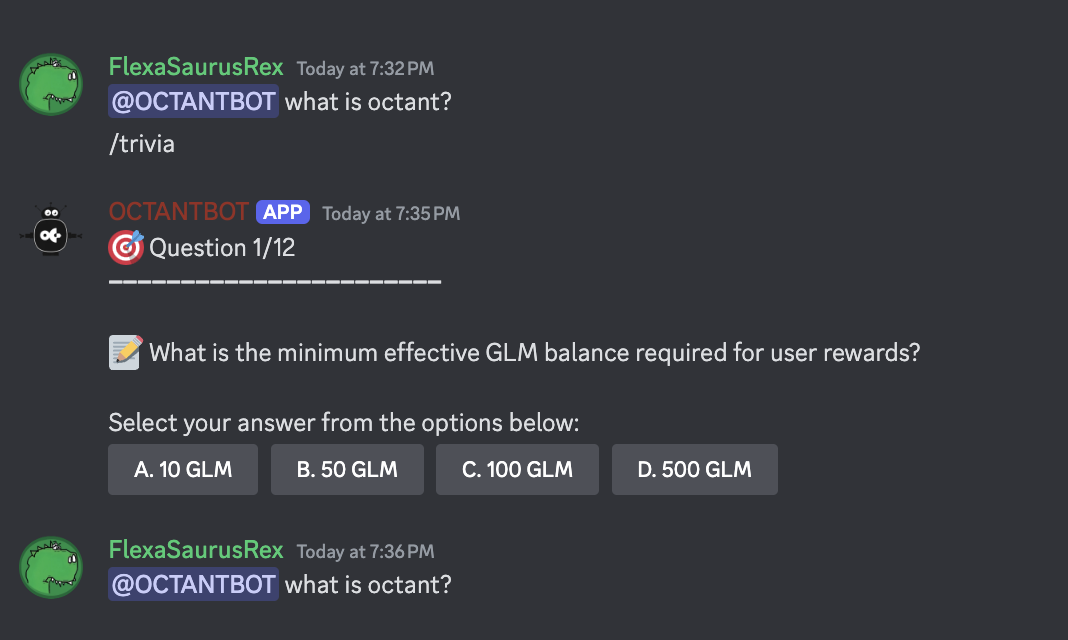 FlexaSaurusRex Today at 7:32 PM
@OCTANTBOT what is octant?
/trivia
OCTANTBOT APP Today at 7:35 PM
🎯 Question 1/12
━━━━━━━━━━━━━━━━━━━━━━━
📝 What is the minimum effective GLM balance required for user rewards?
Select your answer from the options below:
A. 10 GLM B. 50 GLM C. 100 GLM D. 500 GLM
FlexaSaurusRex Today at 7:36 PM
@OCTANTBOT what is octant?